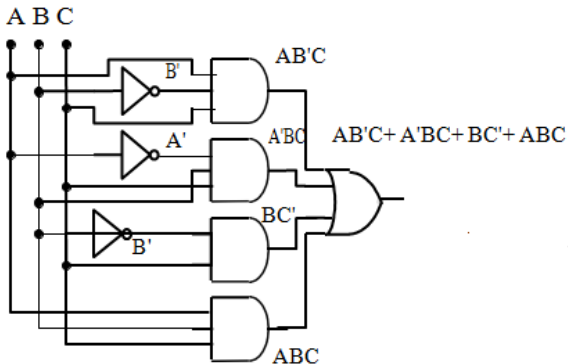 A B C
B'
AB'C
A'
A'BC
AB'C+ A'BC+ BC'+ ABC
B'
BC'
ABC